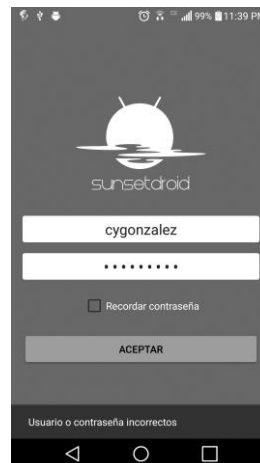 99% 11:39 PM
sunsetdroid
cygonzalez
•••••••••
Recordar contraseña
ACEPTAR
Usuario o contraseña incorrectos